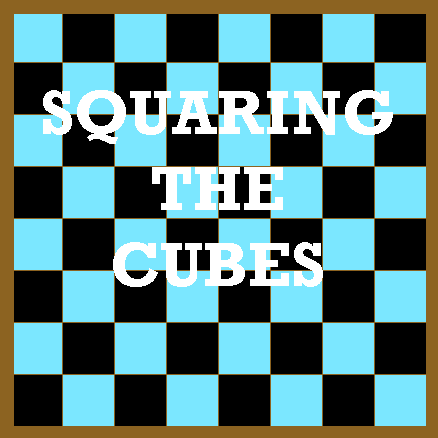 SQUARING
THE
CUBES